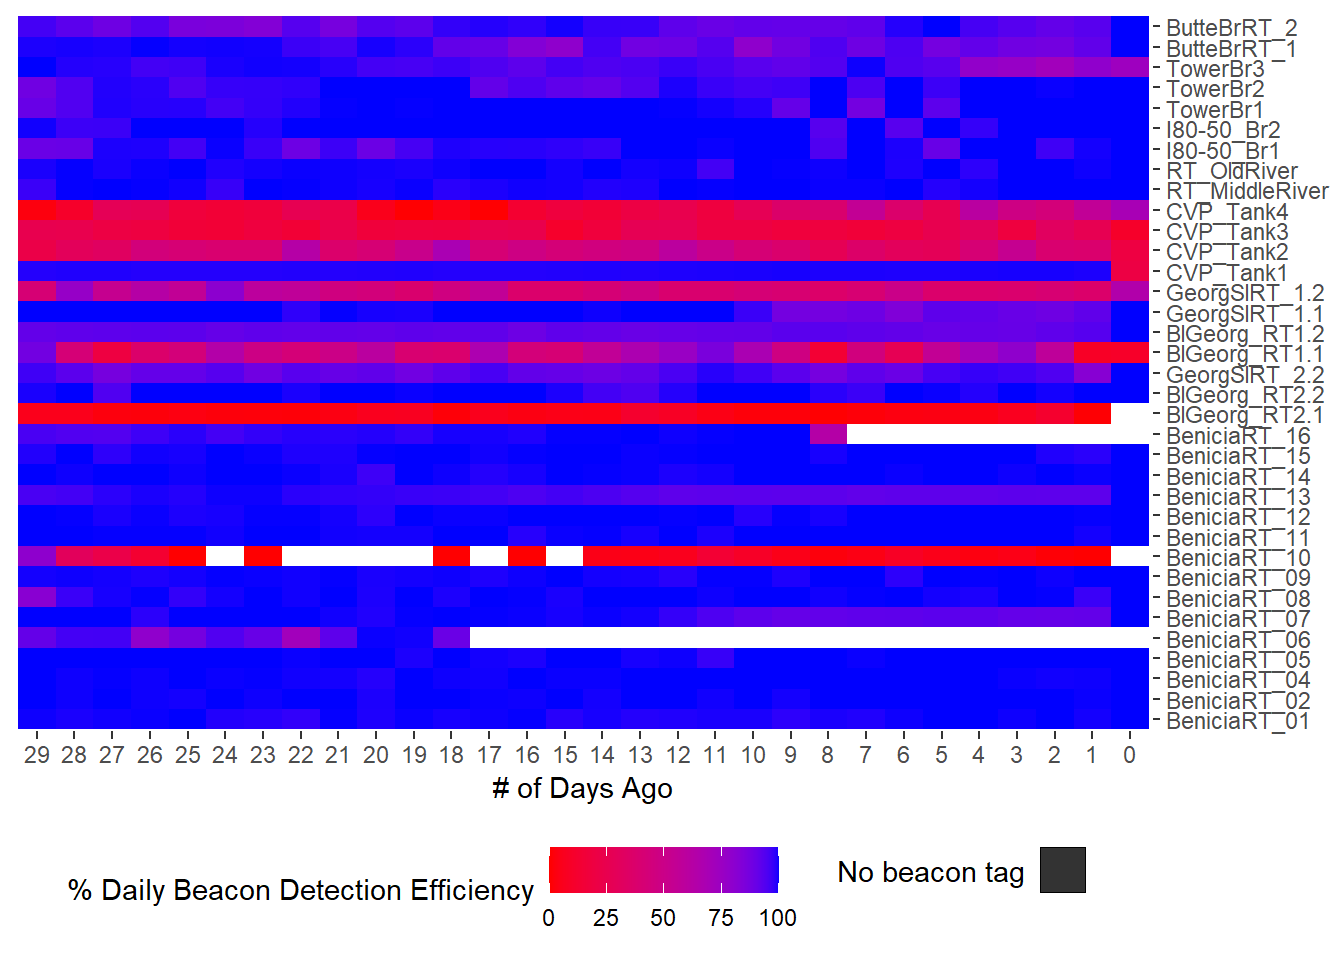 ButteBrRT_2
ButteBrRT_1
TowerBr3
TowerBr2
TowerBr1
I80-50_Br2
I80-50_Br1
RT_OldRiver
RT_MiddleRiver
CVP_Tank4
CVP_Tank3
CVP_Tank2
CVP_Tank1
GeorgSlRT_1.2
GeorgSlRT_1.1
BlGeorg_RT1.2
BlGeorg_RT1.1
GeorgSlRT_2.2
BlGeorg_RT2.2
BlGeorg_RT2.1
BeniciaRT_16
BeniciaRT_15
BeniciaRT_14
BeniciaRT_13
BeniciaRT_12
BeniciaRT_11
BeniciaRT_10
BeniciaRT_09
BeniciaRT_08
BeniciaRT_07
BeniciaRT_06
BeniciaRT_05
BeniciaRT_04
BeniciaRT_02
BeniciaRT_01
29 28 27 26 25 24 23 22 21 20 19 18 17 16 15 14 13 12 11 10 9 8 7 6 5 4 3 2 1 0
# of Days Ago
% Daily Beacon Detection Efficiency
0 25 50 75 100
No beacon tag